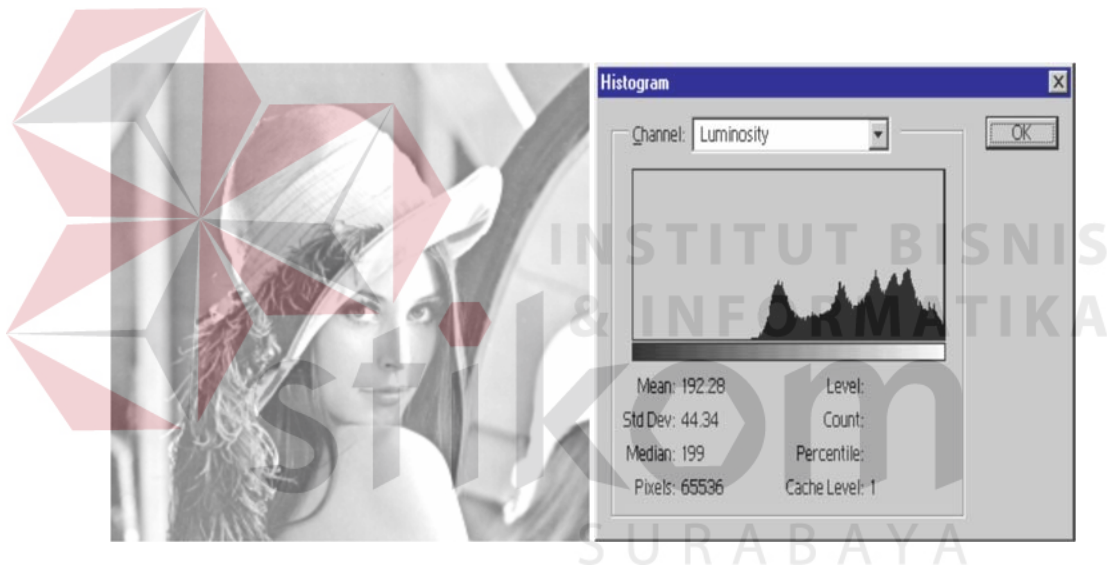 Histogram
Channel: Luminosity
OK
Mean: 192.28 Level:
Std Dev: 44.34 Count:
Median: 199 Percentile:
Pixels: 65536 Cache Level: 1
INSTITUT BISNIS
& INFORMATIKA
stikom
SURABAYA